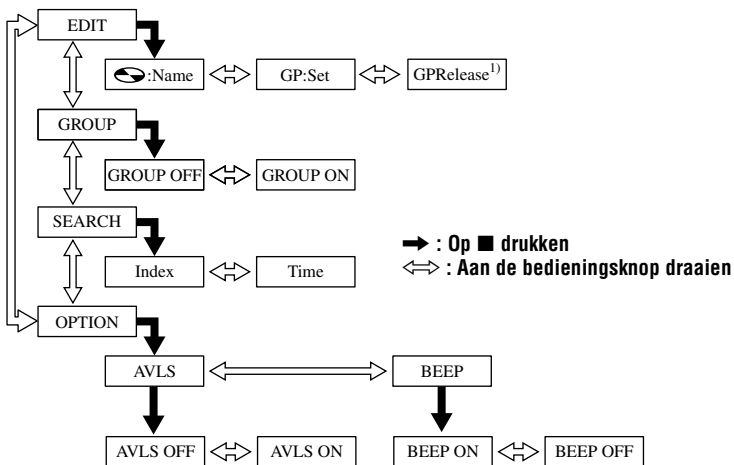 EDIT
:Name
GP:Set
GPRelease1)
GROUP
GROUP OFF
GROUP ON
SEARCH
Index
Time
➡ : Op ■ drukken
⇔ : Aan de bedieningsknop draaien
OPTION
AVLS
BEEP
AVLS OFF
AVLS ON
BEEP ON
BEEP OFF